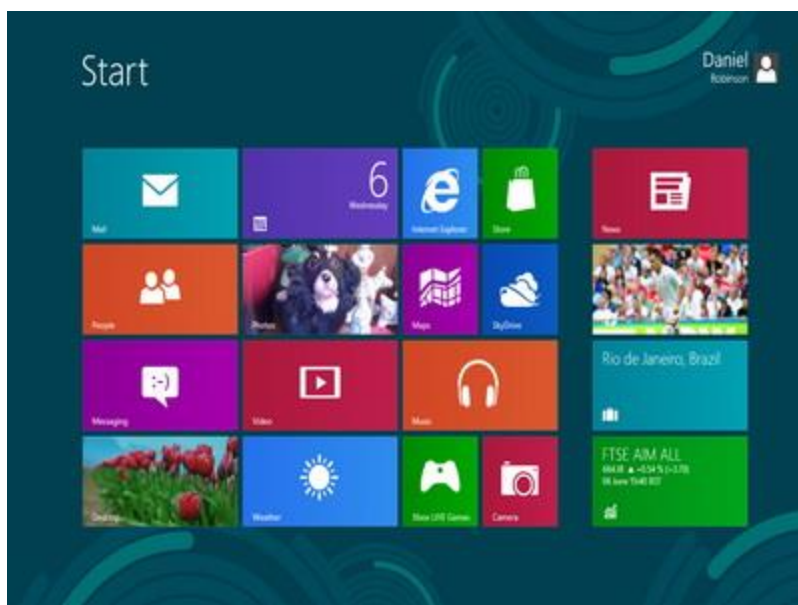 Start
Daniel
Robinson
Mail
6
Wednesday
Internet Explorer
Store
News
People
Photos
Maps
SkyDrive
Rio de Janeiro, Brazil
Messaging
Video
Music
Desktop
Weather
Xbox LIVE Games
Camera
FTSE AIM ALL